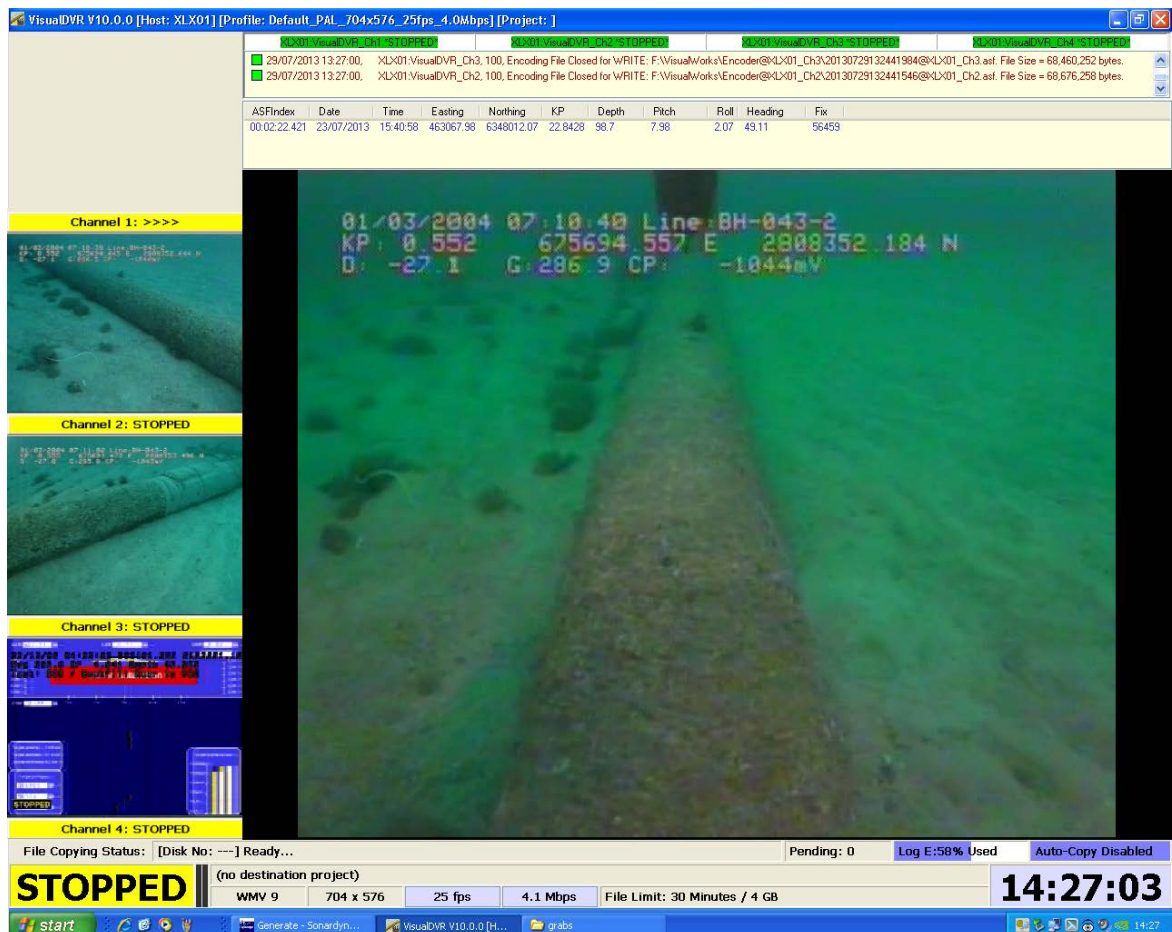 VisualDVR V10.0.0 [Host: XLX01] [Profile: Default_PAL_704x576_25fps_4.0Mbps] [Project: ]
XLX01:VisualDVR_Ch1 *STOPPED* XLX01:VisualDVR_Ch2 *STOPPED* XLX01:VisualDVR_Ch3 *STOPPED* XLX01:VisualDVR_Ch4 *STOPPED*
29/07/2013 13:27:00, XLX01:VisualDVR_Ch3, 100, Encoding File Closed for WRITE: F:\VisualWorks\Encoder@XLX01_Ch3\20130729132441984@XLX01_Ch3.asf. File Size = 68,460,252 bytes.
29/07/2013 13:27:00, XLX01:VisualDVR_Ch2, 100, Encoding File Closed for WRITE: F:\VisualWorks\Encoder@XLX01_Ch2\20130729132441546@XLX01_Ch2.asf. File Size = 68,676,258 bytes.
ASFIndex Date Time Easting Northing KP Depth Pitch Roll Heading Fix
00:02:22.421 23/07/2013 15:40:58 463067.98 6348012.07 22.8428 98.7 7.98 2.07 49.11 56459
01/03/2004 07:10:40 Line:BH-043-2
KP: 0.552 675694.557 E 2808352.184 N
D: -27.1 G:286.9 CP: -1044mV
Channel 1: >>>>
Channel 2: STOPPED
Channel 3: STOPPED
STOPPED
Channel 4: STOPPED
File Copying Status: [Disk No: ---] Ready... Pending: 0 Log E:58% Used Auto-Copy Disabled
STOPPED (no destination project) 14:27:03
WMV 9 704 x 576 25 fps 4.1 Mbps File Limit: 30 Minutes / 4 GB
start Generate - Sonardyn... VisualDVR V10.0.0 [H... grabs 14:27